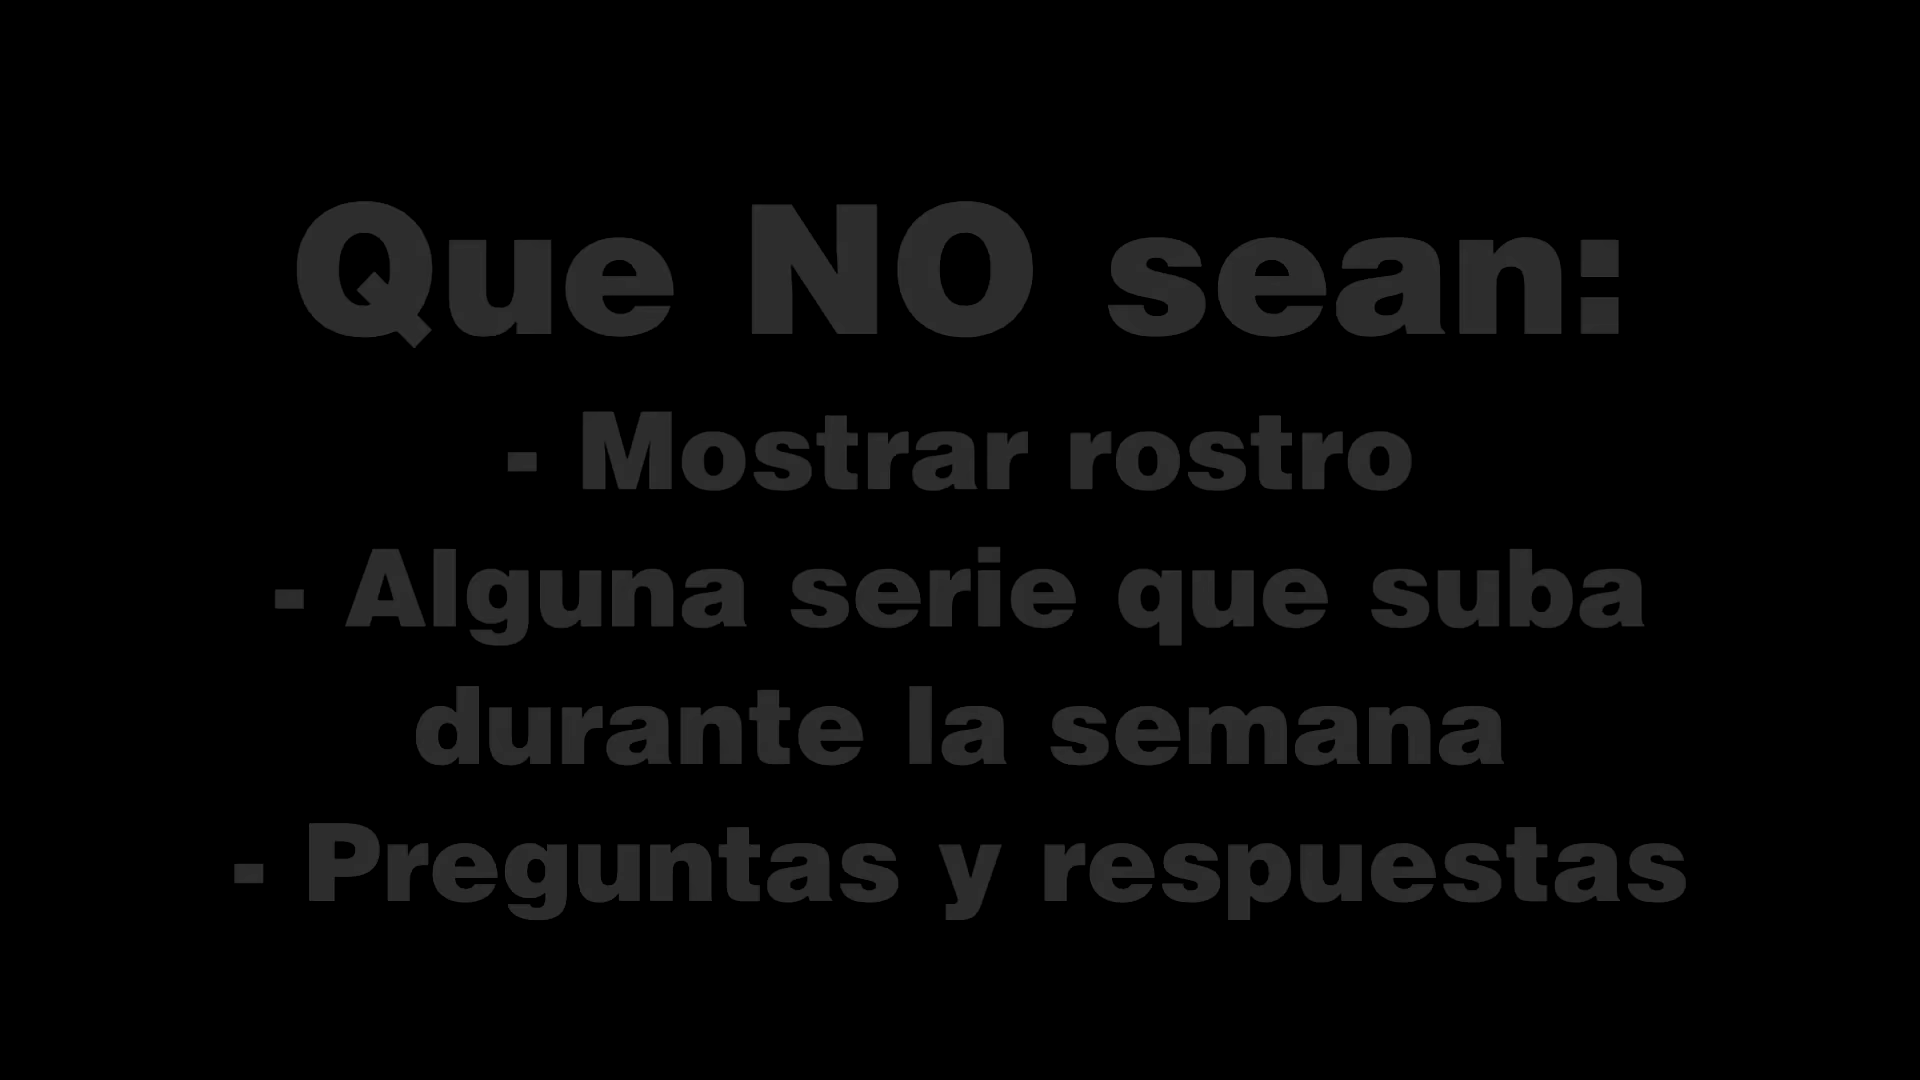 Que NO sean:
- Mostrar rostro
- Alguna serie que suba
durante la semana
- Preguntas y respuestas